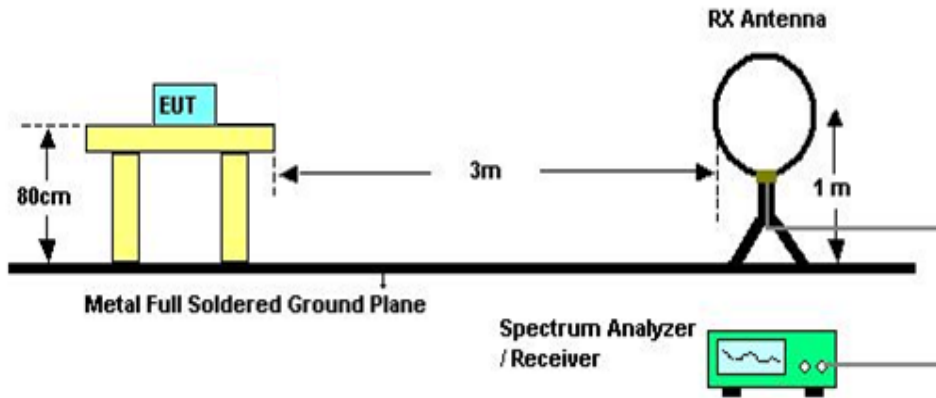 RX Antenna
EUT
3m
80cm
1 m
Metal Full Soldered Ground Plane
Spectrum Analyzer
/ Receiver